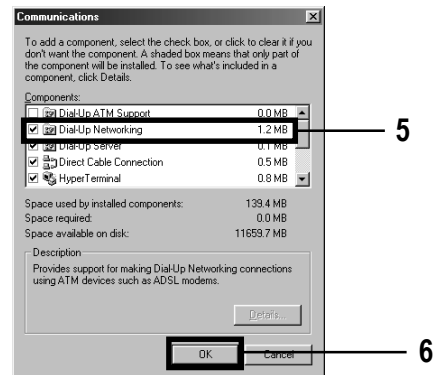 Communications
To add a component, select the check box, or click to clear it if you
don't want the component. A shaded box means that only part of
the component will be installed. To see what's included in a
component, click Details.
Components:
Dial-Up ATM Support 0.0 MB
Dial-Up Networking 1.2 MB
5
Dial-Up Server 0.1 MB
Direct Cable Connection 0.5 MB
HyperTerminal 0.8 MB
Space used by installed components: 139.4 MB
Space required: 0.0 MB
Space available on disk: 11659.7 MB
Description
Provides support for making Dial-Up Networking connections
using ATM devices such as ADSL modems.
Details...
OK Cancel
6